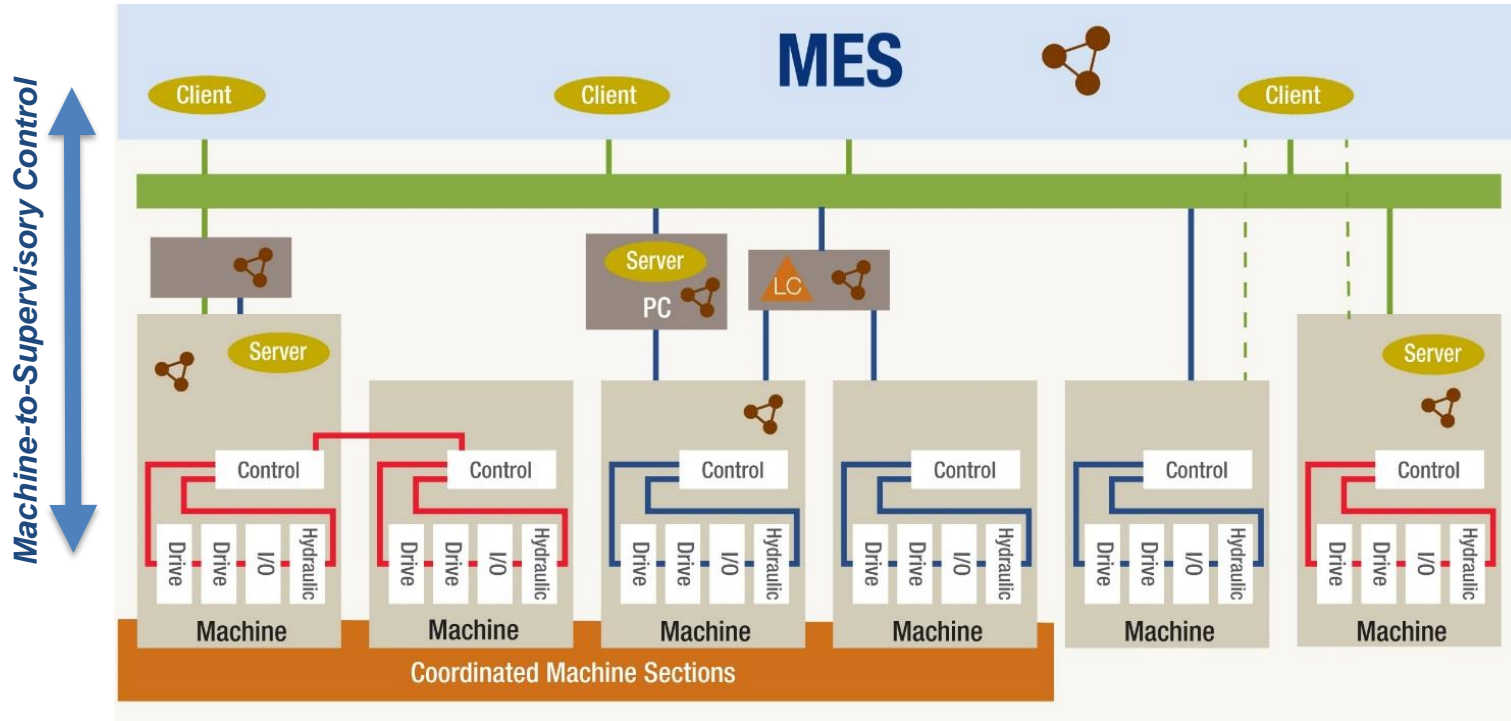 Machine-to-Supervisory Control
MES
Client
Client
Client
Server
PC
LC
Server
Server
Control
Control
Control
Control
Control
Control
Drive
Drive
I/O
Hydraulic
Drive
Drive
I/O
Hydraulic
Drive
Drive
I/O
Hydraulic
Drive
Drive
I/O
Hydraulic
Drive
Drive
I/O
Hydraulic
Drive
Drive
I/O
Hydraulic
Machine
Machine
Machine
Machine
Machine
Machine
Coordinated Machine Sections